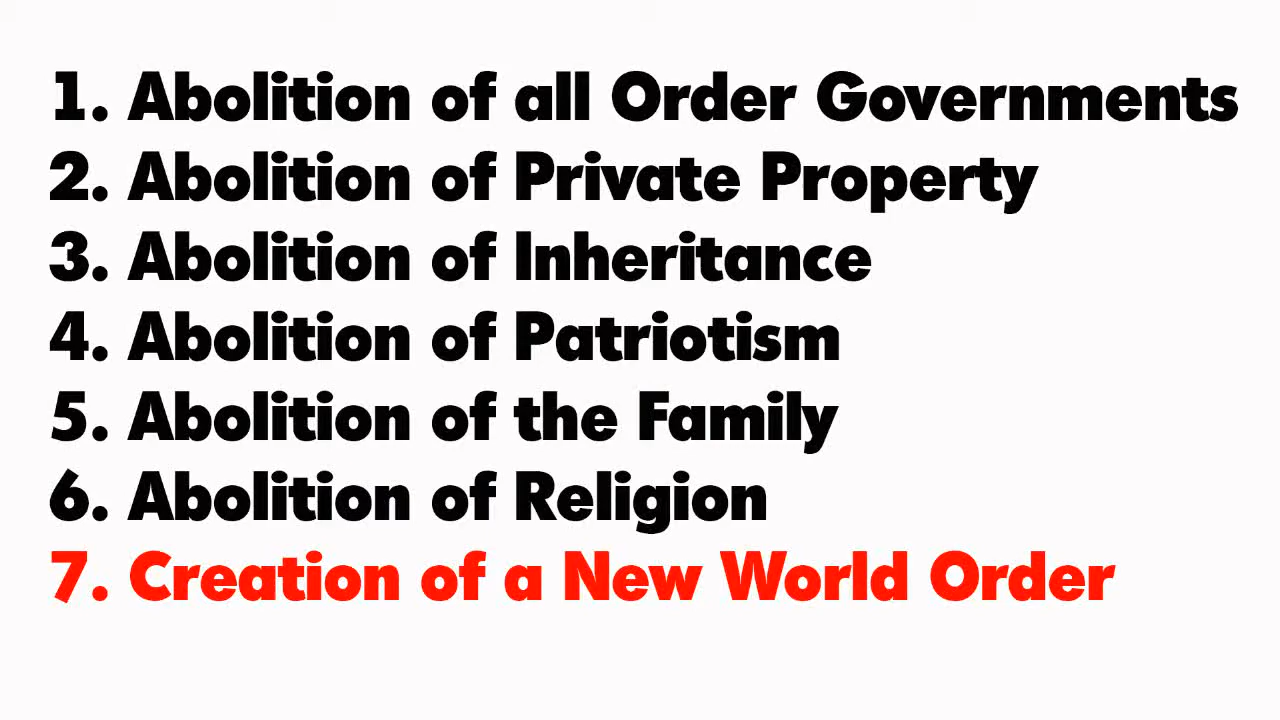 1. Abolition of all Order Governments
2. Abolition of Private Property
3. Abolition of Inheritance
4. Abolition of Patriotism
5. Abolition of the Family
6. Abolition of Religion
7. Creation of a New World Order